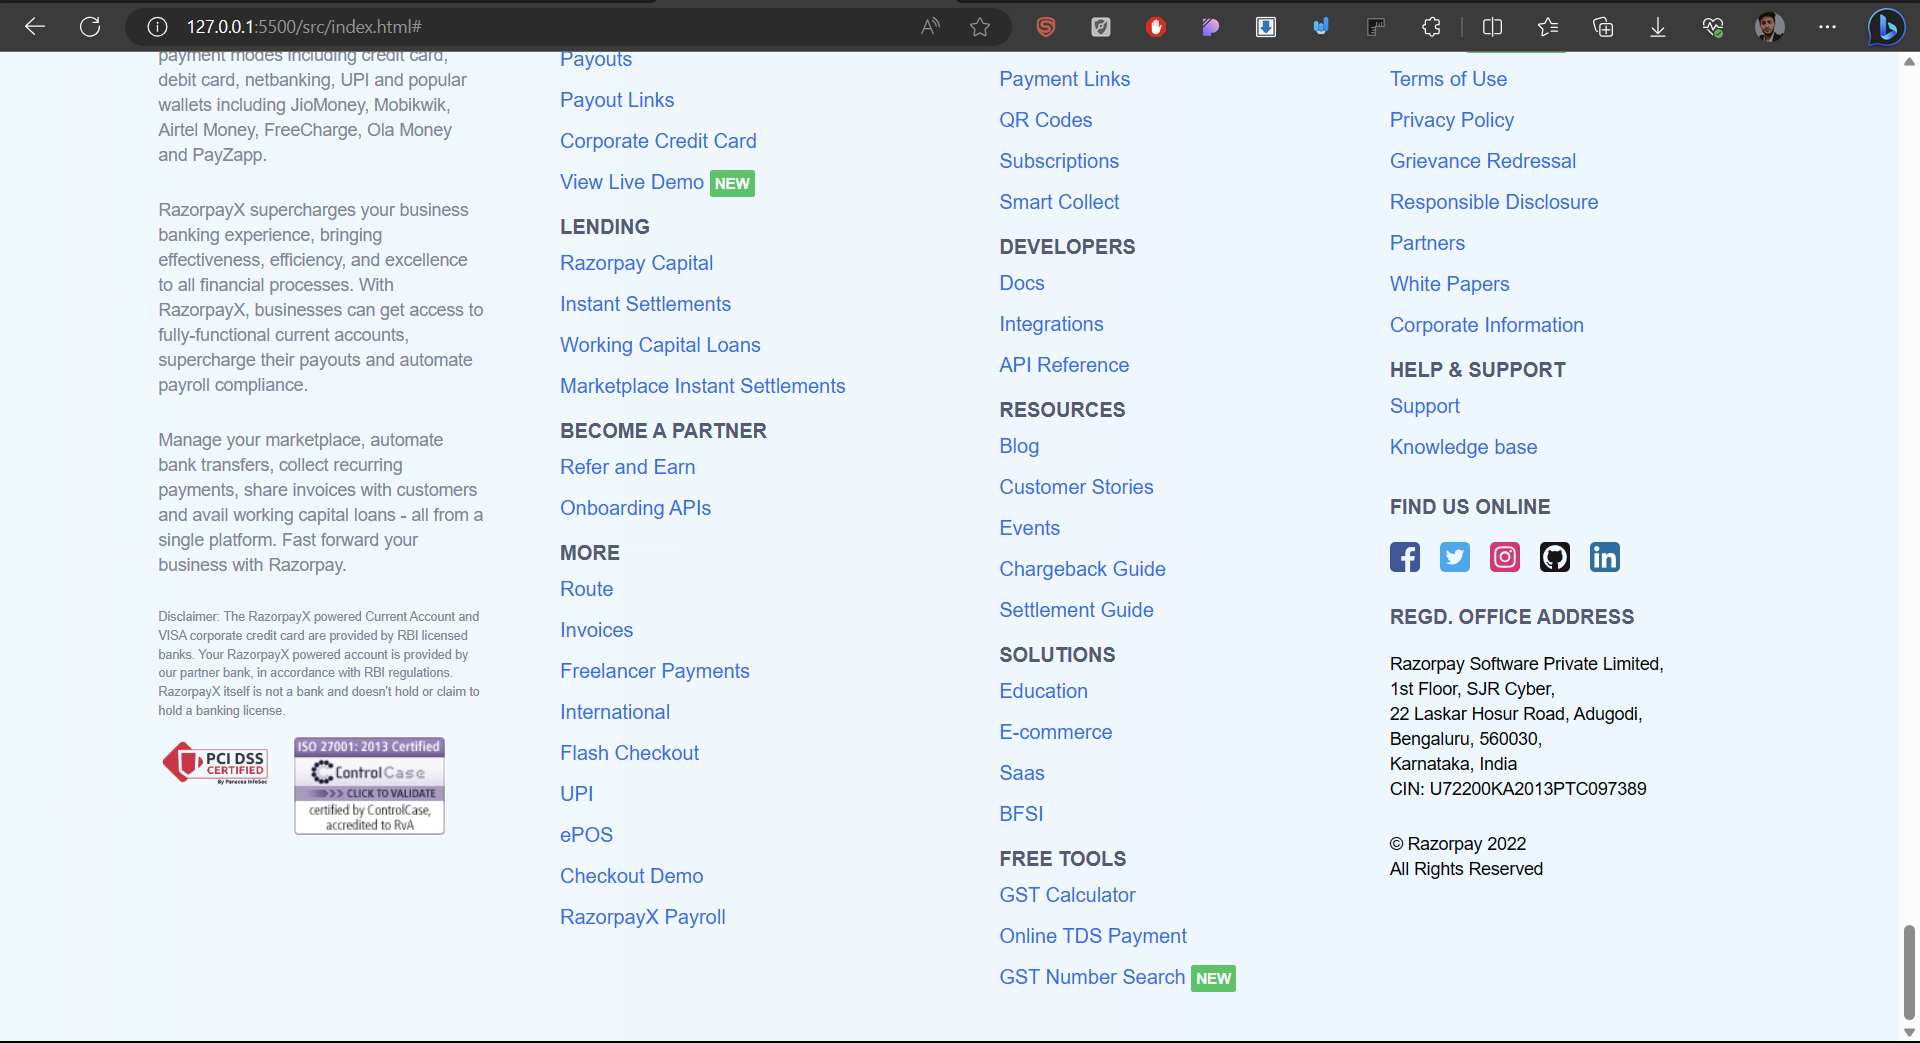 127.0.0.1:5500/src/index.html#
payment modes including credit card,
debit card, netbanking, UPI and popular
wallets including JioMoney, Mobikwik,
Airtel Money, FreeCharge, Ola Money
and PayZapp.
RazorpayX supercharges your business
banking experience, bringing
effectiveness, efficiency, and excellence
to all financial processes. With
RazorpayX, businesses can get access to
fully-functional current accounts,
supercharge their payouts and automate
payroll compliance.
Manage your marketplace, automate
bank transfers, collect recurring
payments, share invoices with customers
and avail working capital loans - all from a
single platform. Fast forward your
business with Razorpay.
Disclaimer: The RazorpayX powered Current Account and
VISA corporate credit card are provided by RBI licensed
banks. Your RazorpayX powered account is provided by
our partner bank, in accordance with RBI regulations.
RazorpayX itself is not a bank and doesn't hold or claim to
hold a banking license.
PCI DSS
CERTIFIED
By Panacea InfoSec
ISO 27001: 2013 Certified
ControlCase
>>> CLICK TO VALIDATE
certified by ControlCase,
accredited to RvA
Payouts
Payout Links
Corporate Credit Card
View Live Demo NEW
LENDING
Razorpay Capital
Instant Settlements
Working Capital Loans
Marketplace Instant Settlements
BECOME A PARTNER
Refer and Earn
Onboarding APIs
MORE
Route
Invoices
Freelancer Payments
International
Flash Checkout
UPI
ePOS
Checkout Demo
RazorpayX Payroll
Payment Links
QR Codes
Subscriptions
Smart Collect
DEVELOPERS
Docs
Integrations
API Reference
RESOURCES
Blog
Customer Stories
Events
Chargeback Guide
Settlement Guide
SOLUTIONS
Education
E-commerce
Saas
BFSI
FREE TOOLS
GST Calculator
Online TDS Payment
GST Number Search NEW
Terms of Use
Privacy Policy
Grievance Redressal
Responsible Disclosure
Partners
White Papers
Corporate Information
HELP & SUPPORT
Support
Knowledge base
FIND US ONLINE
REGD. OFFICE ADDRESS
Razorpay Software Private Limited,
1st Floor, SJR Cyber,
22 Laskar Hosur Road, Adugodi,
Bengaluru, 560030,
Karnataka, India
CIN: U72200KA2013PTC097389
© Razorpay 2022
All Rights Reserved